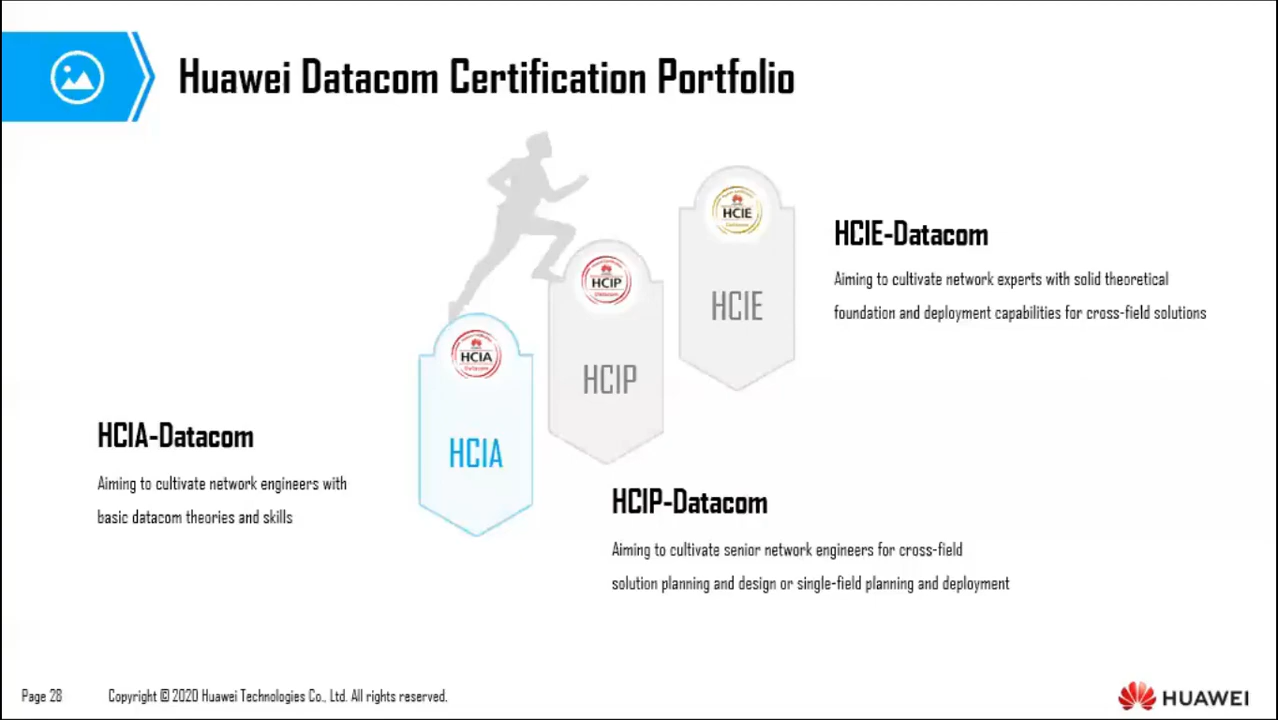 Huawei Datacom Certification Portfolio
HCIE
HCIE
HCIE-Datacom
Aiming to cultivate network experts with solid theoretical
foundation and deployment capabilities for cross-field solutions
HCIP
Datacom
HCIP
HCIA
Datacom
HCIA
HCIA-Datacom
Aiming to cultivate network engineers with
basic datacom theories and skills
HCIP-Datacom
Aiming to cultivate senior network engineers for cross-field
solution planning and design or single-field planning and deployment
Page 28
Copyright © 2020 Huawei Technologies Co., Ltd. All rights reserved.
HUAWEI